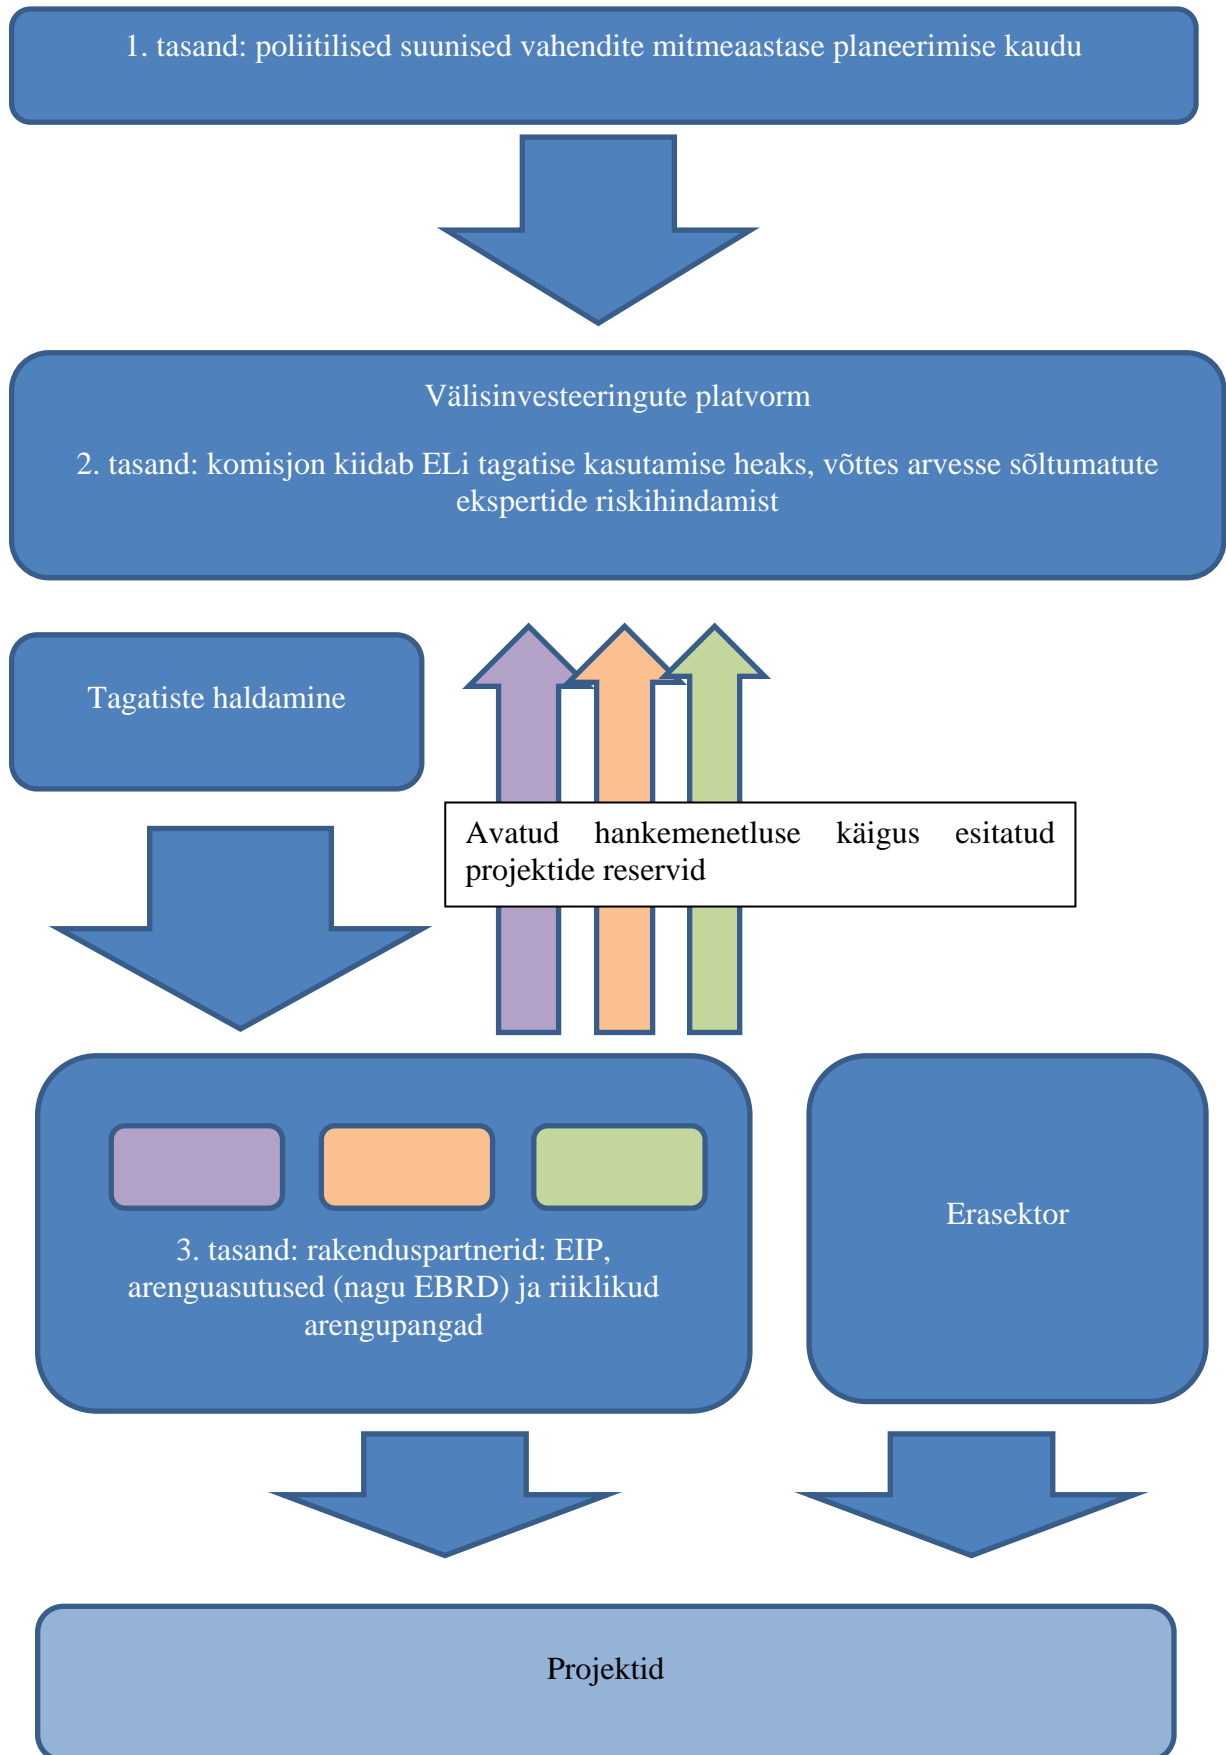 1. tasand: poliitilised suunised vahendite mitmeaastase planeerimise kaudu
Välisinvesteeringute platvorm
2. tasand: komisjon kiidab ELi tagatise kasutamise heaks, võttes arvesse sõltumatute
ekspertide riskihindamist
Tagatiste haldamine
Avatud hankemenetluse käigus esitatud
projektide reservid
3. tasand: rakenduspartnerid: EIP,
arenguasutused (nagu EBRD) ja riiklikud
arengupangad
Erasektor
Projektid